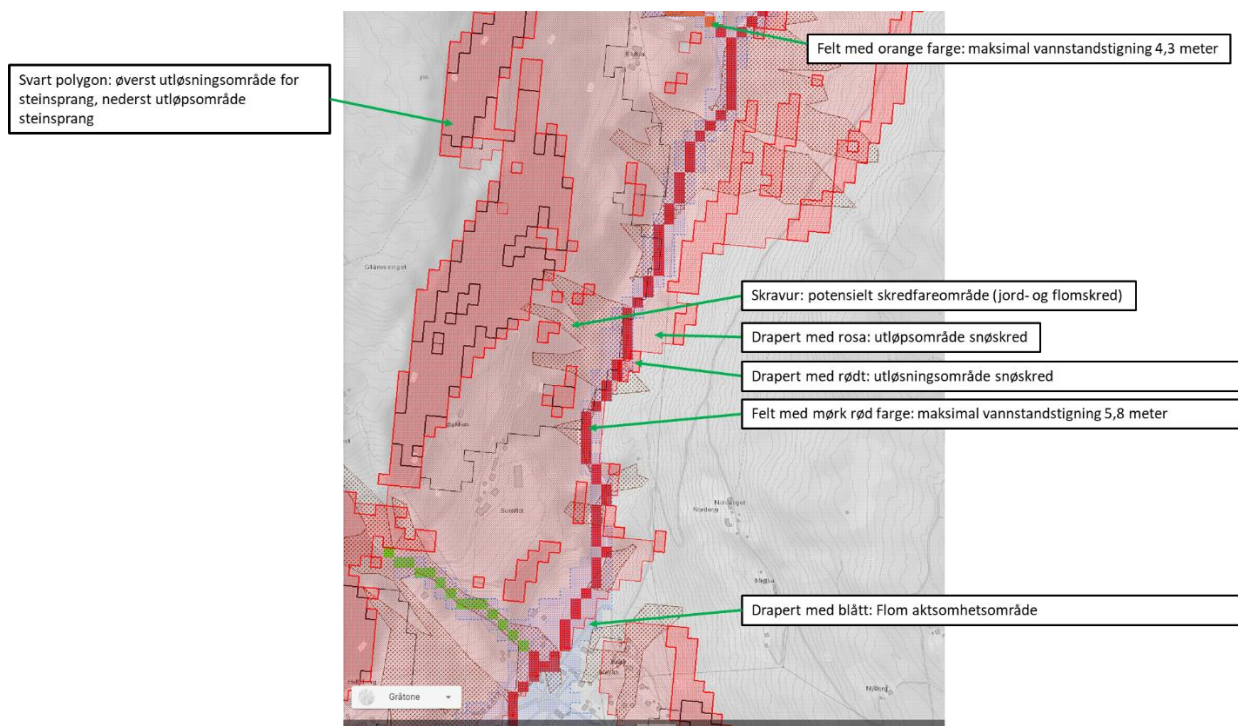 Felt med orange farge: maksimal vannstandstigning 4,3 meter
Svart polygon: øverst utløsningsområde for
steinsprang, nederst utløpsområde
steinsprang
Skravur: potensielt skredfareområde (jord- og flomskred)
Drapert med rosa: utløpsområde snøskred
Drapert med rødt: utløsningsområde snøskred
Felt med mørk rød farge: maksimal vannstandstigning 5,8 meter
Drapert med blått: Flom aktsomhetsområde
Gråtone